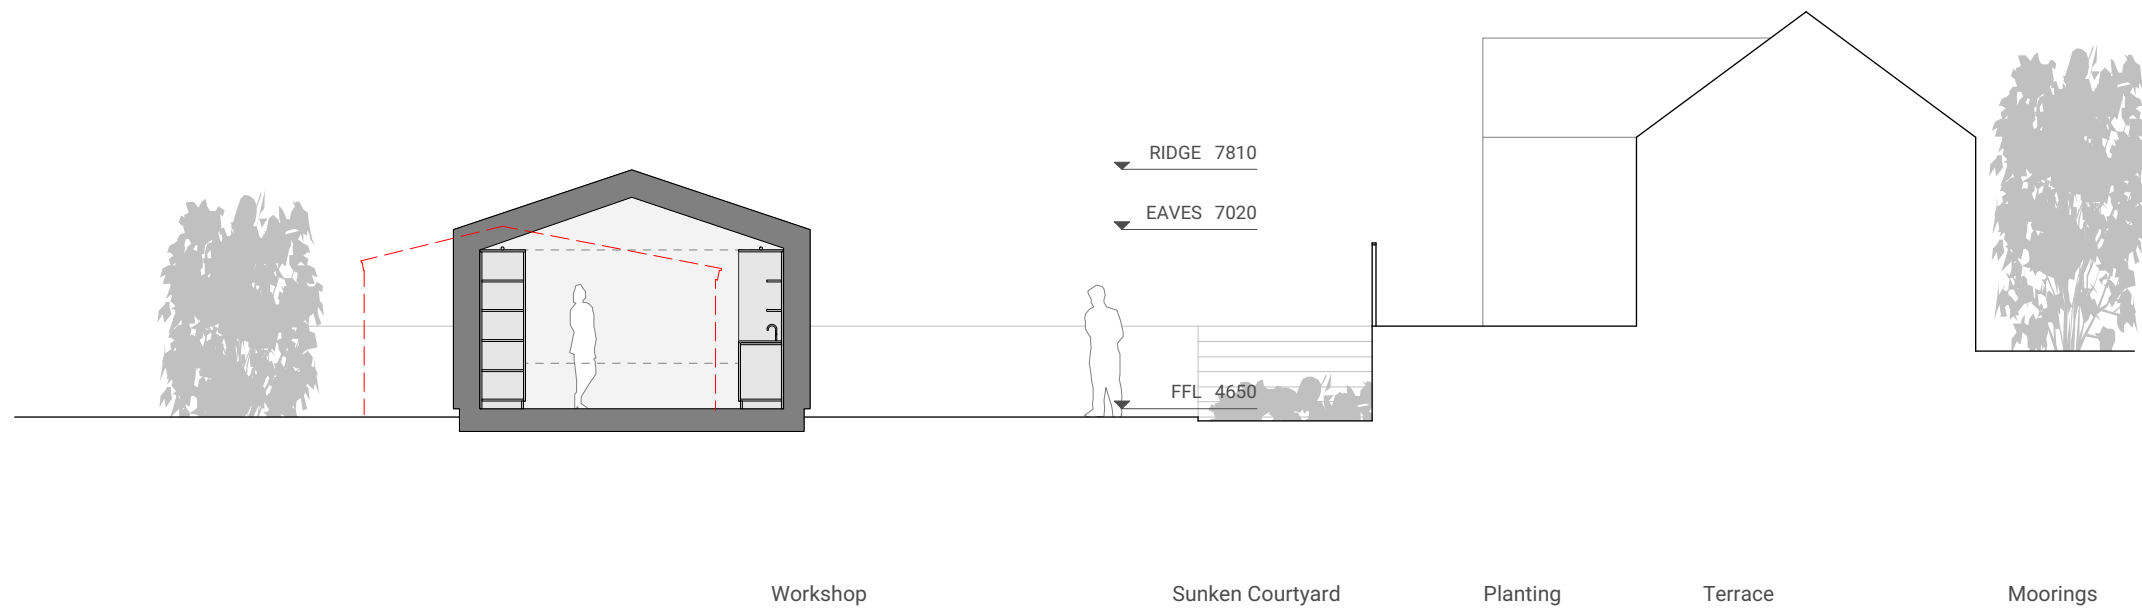 RIDGE 7810
EAVES 7020
FFL 4650
Workshop
Sunken Courtyard
Planting
Terrace
Moorings